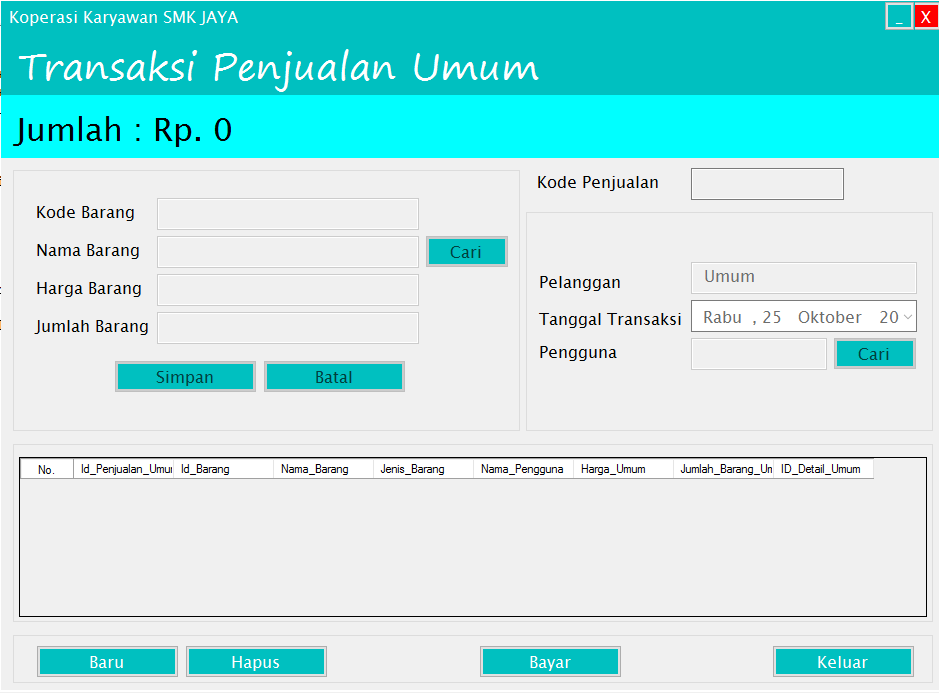 Koperasi Karyawan SMK JAYA
_ X
Transaksi Penjualan Umum
Jumlah : Rp. 0
Kode Penjualan
Kode Barang
Nama Barang
Cari
Harga Barang
Jumlah Barang
Simpan
Batal
Pelanggan
Umum
Tanggal Transaksi
Rabu , 25 Oktober 20
Pengguna
Cari
No. Id_Penjualan_Umu Id_Barang Nama_Barang Jenis_Barang Nama_Pengguna Harga_Umum Jumlah_Barang_Um ID_Detail_Umum
Baru
Hapus
Bayar
Keluar